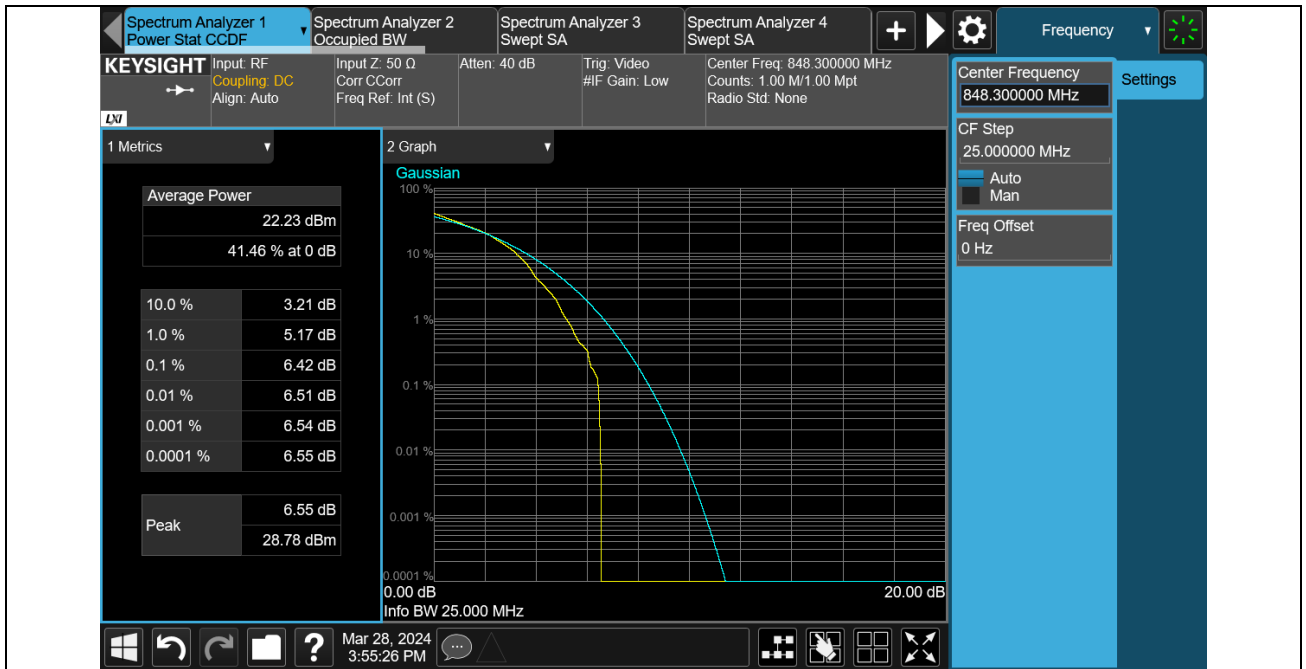 Spectrum Analyzer 1
Power Stat CCDF
Spectrum Analyzer 2
Occupied BW
Spectrum Analyzer 3
Swept SA
Spectrum Analyzer 4
Swept SA
+
Frequency
KEYSIGHT
LXI
Input: RF
Coupling: DC
Align: Auto
Input Z: 50 Ω
Corr CCorr
Freq Ref: Int (S)
Atten: 40 dB
Trig: Video
#IF Gain: Low
Center Freq: 848.300000 MHz
Counts: 1.00 M/1.00 Mpt
Radio Std: None
Center Frequency
848.300000 MHz
Settings
CF Step
25.000000 MHz
Auto
Man
Freq Offset
0 Hz
1 Metrics
Average Power
22.23 dBm
41.46 % at 0 dB
10.0 % 3.21 dB
1.0 % 5.17 dB
0.1 % 6.42 dB
0.01 % 6.51 dB
0.001 % 6.54 dB
0.0001 % 6.55 dB
Peak
6.55 dB
28.78 dBm
2 Graph
Gaussian
100 %
10 %
1 %
0.1 %
0.01 %
0.001 %
0.0001 %
0.00 dB 20.00 dB
Info BW 25.000 MHz
?
Mar 28, 2024
3:55:26 PM